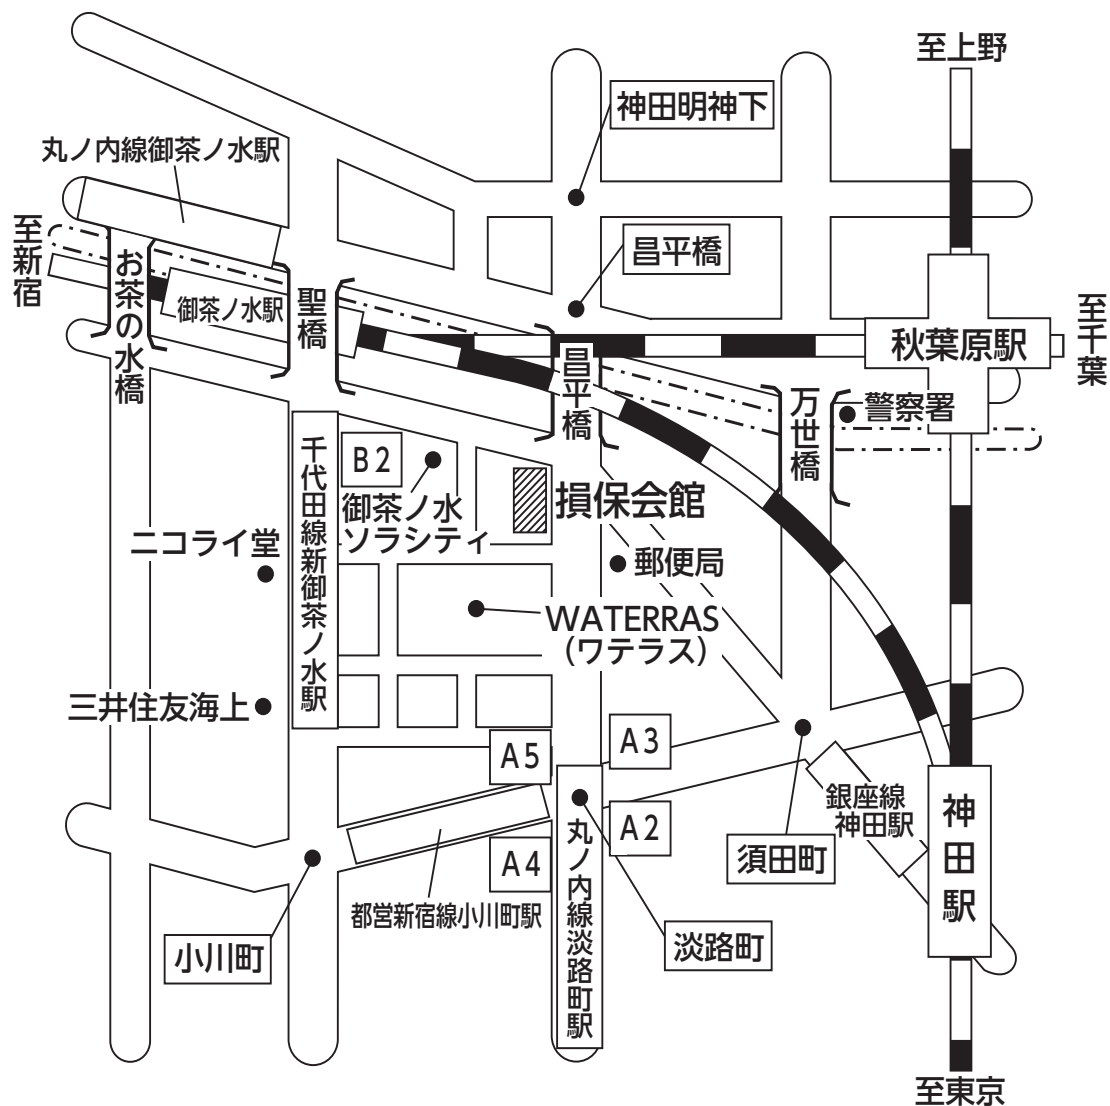 至上野
神田明神下
丸ノ内線御茶ノ水駅
至新宿
お茶の水橋
御茶ノ水駅
聖橋
昌平橋
昌平橋
秋葉原駅
至千葉
万世橋
警察署
千代田線新御茶ノ水駅
B2
御茶ノ水
ソラシティ
損保会館
ニコライ堂
郵便局
WATERRAS
（ワテラス）
三井住友海上
A5
A3
A4
A2
丸ノ内線淡路町駅
銀座線
神田駅
神田駅
須田町
都営新宿線小川町駅
小川町
淡路町
至東京